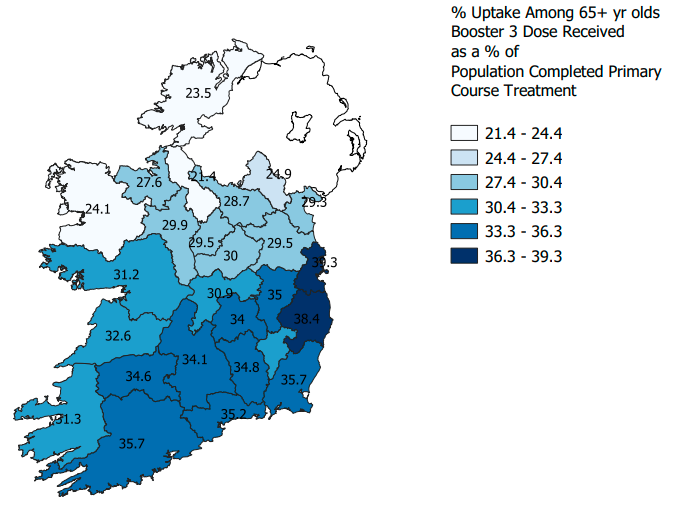 % Uptake Among 65+ yr olds
Booster 3 Dose Received
as a % of
Population Completed Primary
Course Treatment
21.4 - 24.4
24.4 - 27.4
27.4 - 30.4
30.4 - 33.3
33.3 - 36.3
36.3 - 39.3
23.5
24.9
21.4
27.6
28.7
29.3
24.1
29.9
29.5
29.5
30
39.3
31.2
30.9
35
34
38.4
32.6
34.1
34.6
34.8
35.7
35.2
31.3
35.7